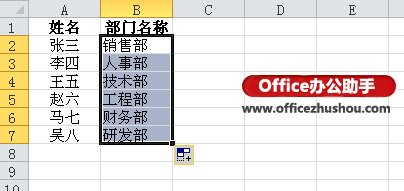 A B C D E F
1 姓名 部门名称
2 张三 销售部
3 李四 人事部
4 王五 技术部
5 赵六 工程部
6 马七 财务部
7 吴八 研发部
8
9
10
Office办公助手
www.officezhushou.com